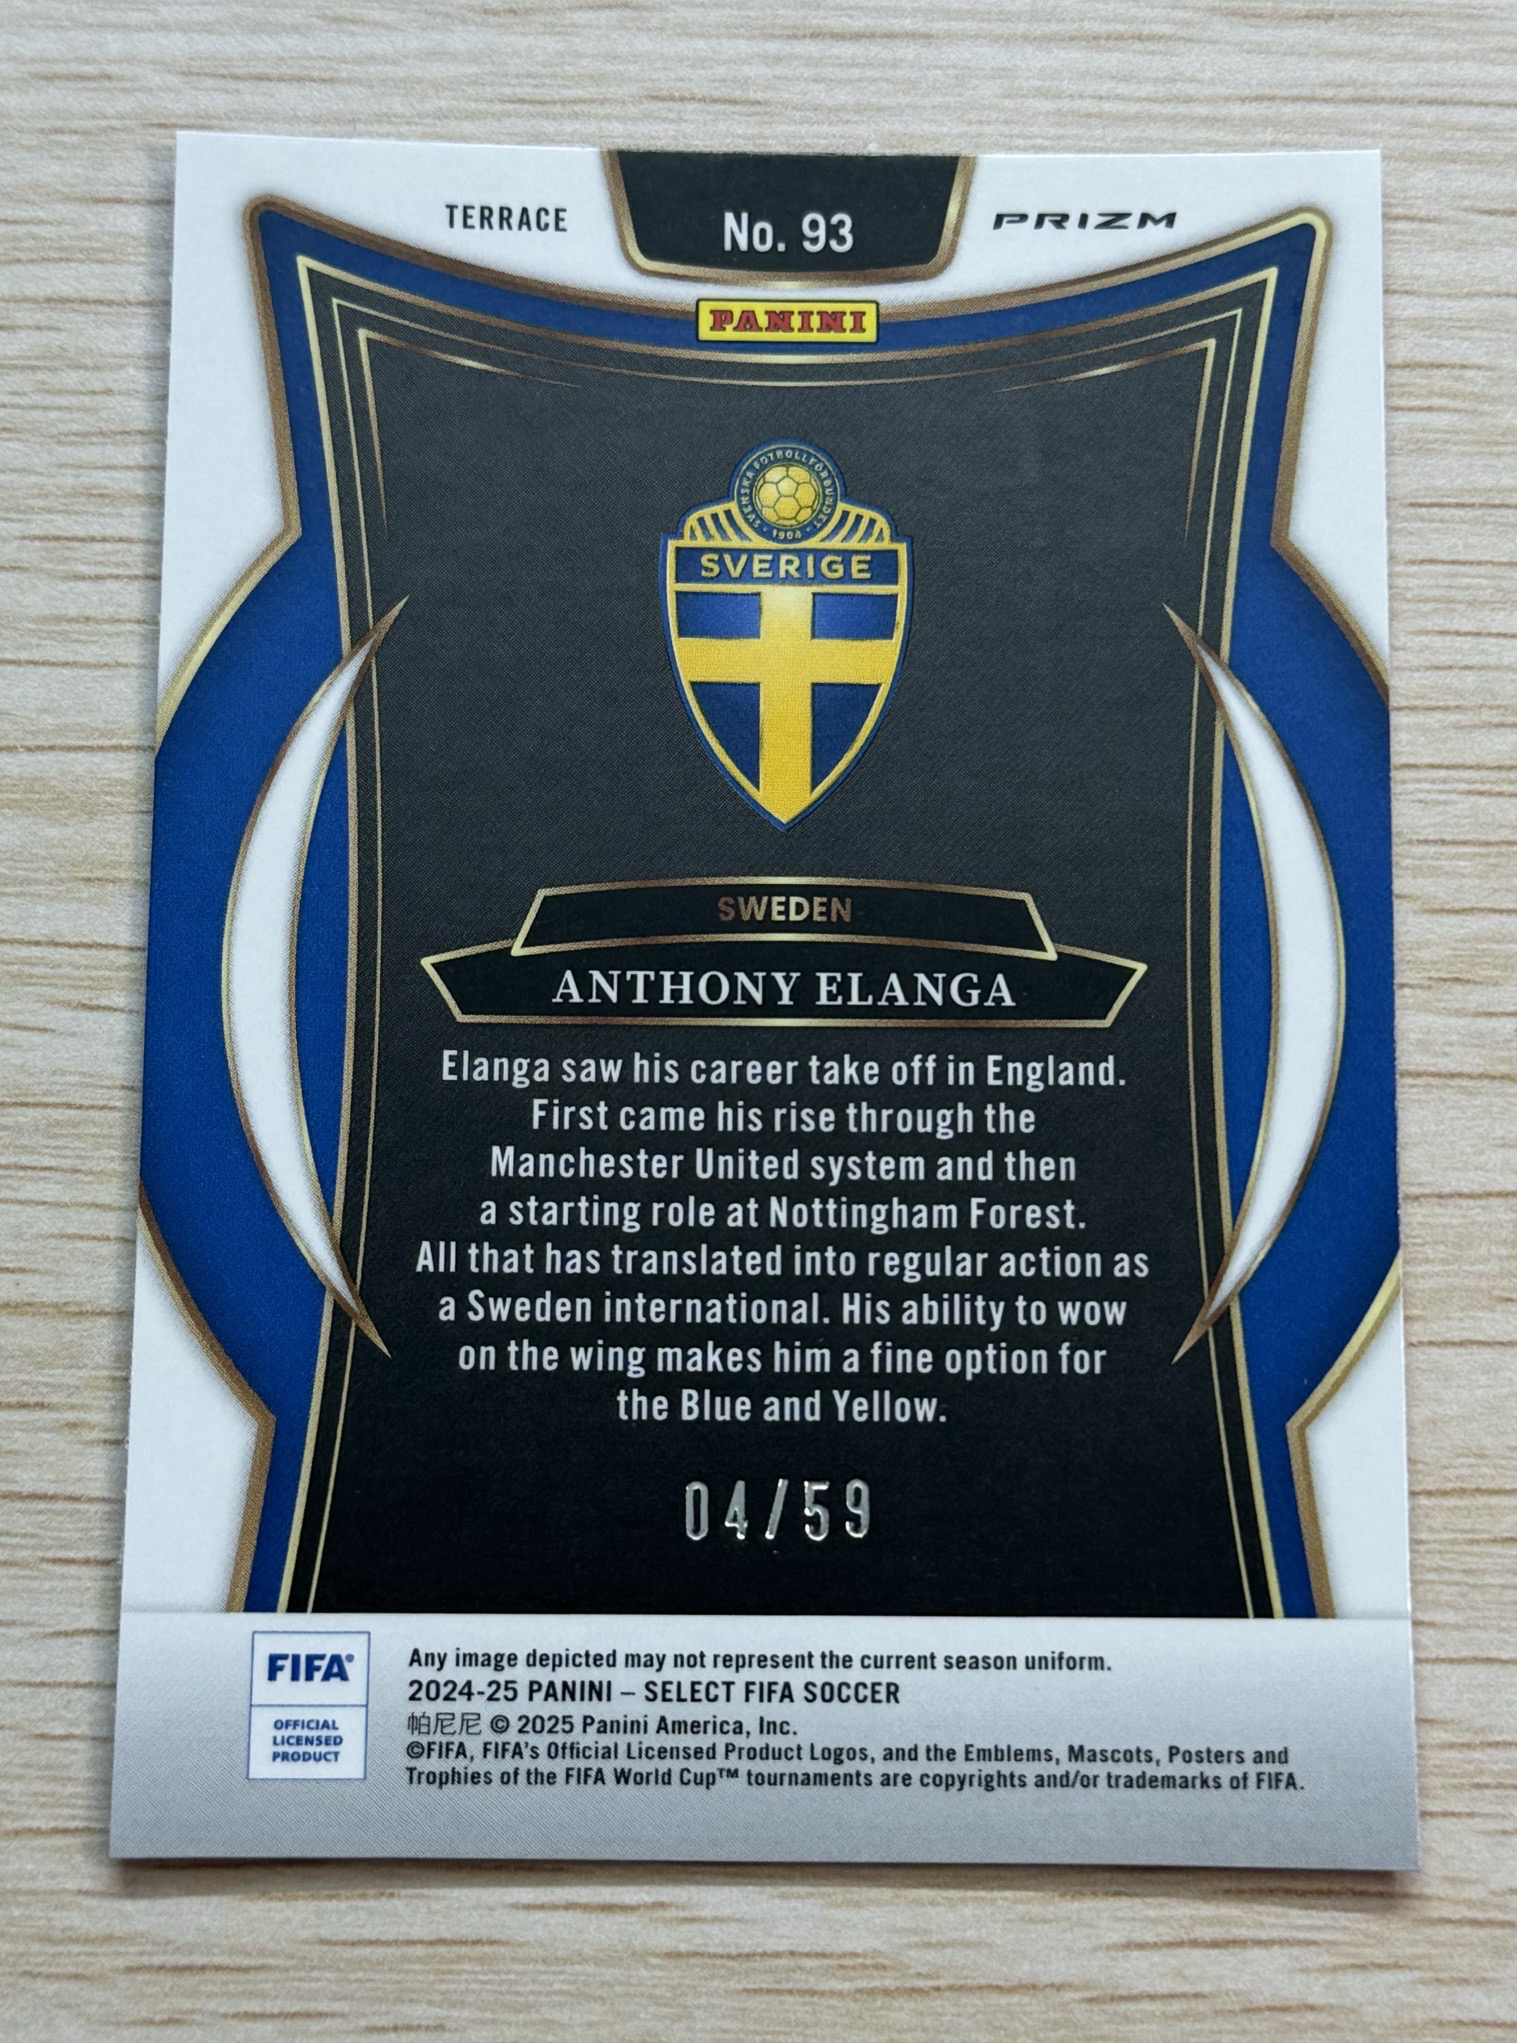 TERRACE
No. 93
PRIZM
PANINI
SVENSKA FOTBOLLFÖRBUNDET
· 1904 ·
SVERIGE
SWEDEN
ANTHONY ELANGA
Elanga saw his career take off in England.
First came his rise through the
Manchester United system and then
a starting role at Nottingham Forest.
All that has translated into regular action as
a Sweden international. His ability to wow
on the wing makes him a fine option for
the Blue and Yellow.
04/59
FIFA®
OFFICIAL
LICENSED
PRODUCT
Any image depicted may not represent the current season uniform.
2024-25 PANINI – SELECT FIFA SOCCER
帕尼尼 © 2025 Panini America, Inc.
©FIFA, FIFA's Official Licensed Product Logos, and the Emblems, Mascots, Posters and
Trophies of the FIFA World Cup™ tournaments are copyrights and/or trademarks of FIFA.